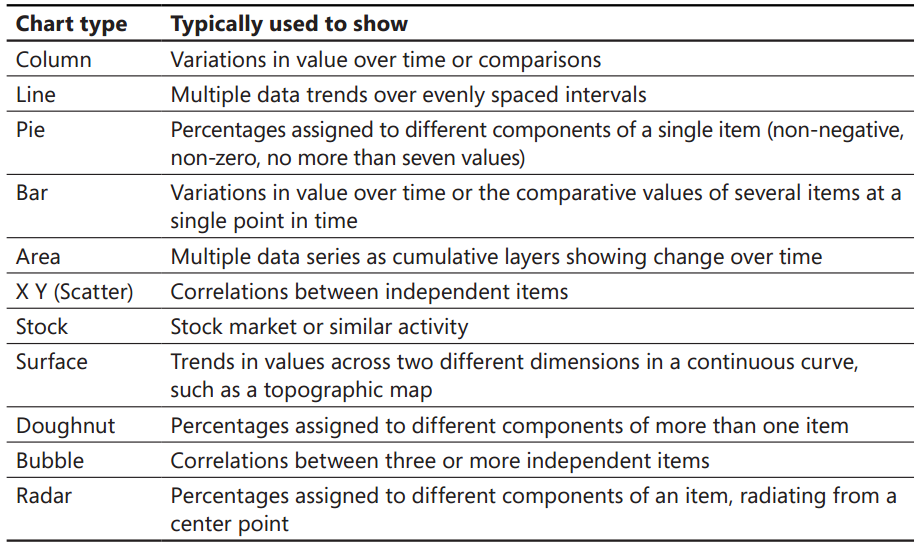 Chart type Typically used to show
Column Variations in value over time or comparisons
Line Multiple data trends over evenly spaced intervals
Pie Percentages assigned to different components of a single item (non-negative,
non-zero, no more than seven values)
Bar Variations in value over time or the comparative values of several items at a
single point in time
Area Multiple data series as cumulative layers showing change over time
X Y (Scatter) Correlations between independent items
Stock Stock market or similar activity
Surface Trends in values across two different dimensions in a continuous curve,
such as a topographic map
Doughnut Percentages assigned to different components of more than one item
Bubble Correlations between three or more independent items
Radar Percentages assigned to different components of an item, radiating from a
center point